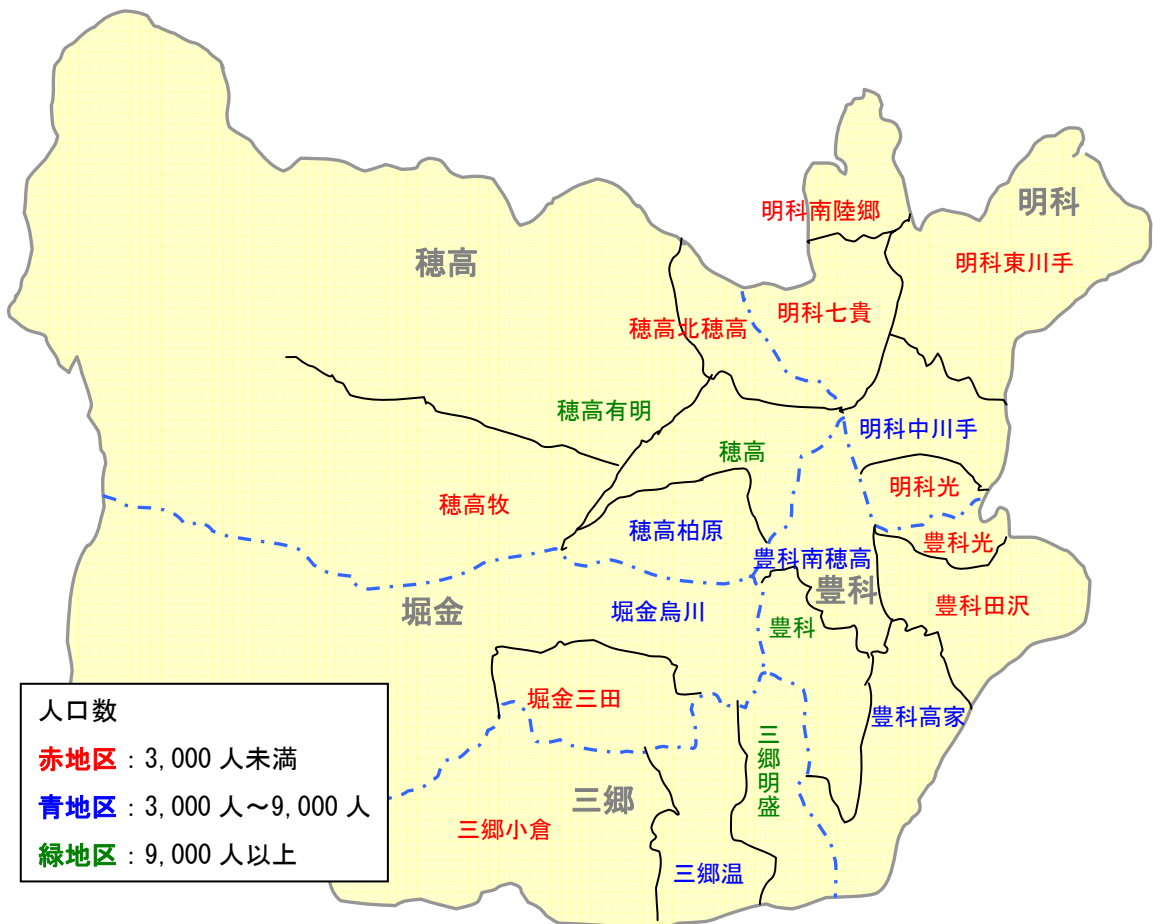 明科南陸郷
明科
穂高
明科東川手
穂高北穂高
明科七貴
穂高有明
穂高
明科中川手
穂高牧
明科光
穂高柏原
豊科光
豊科南穂高
豊科
堀金
堀金烏川
豊科田沢
豊科
堀金三田
豊科高家
三郷明盛
三郷
三郷小倉
三郷温
人口数
赤地区：3,000 人未満
青地区：3,000 人～9,000 人
緑地区：9,000 人以上